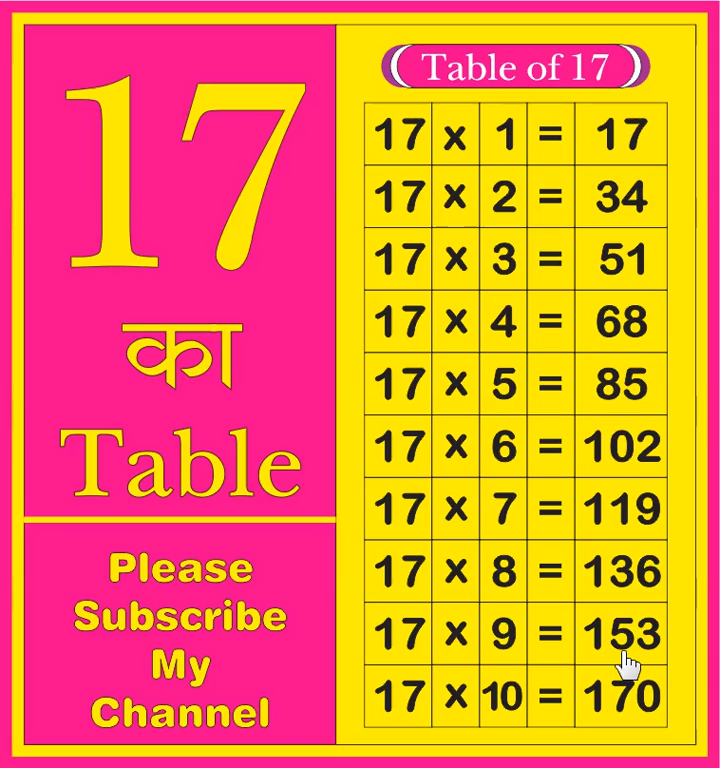 17
का
Table
Please
Subscribe
My
Channel
Table of 17
17 x 1 = 17
17 x 2 = 34
17 x 3 = 51
17 x 4 = 68
17 x 5 = 85
17 x 6 = 102
17 x 7 = 119
17 x 8 = 136
17 x 9 = 153
17 x 10 = 170